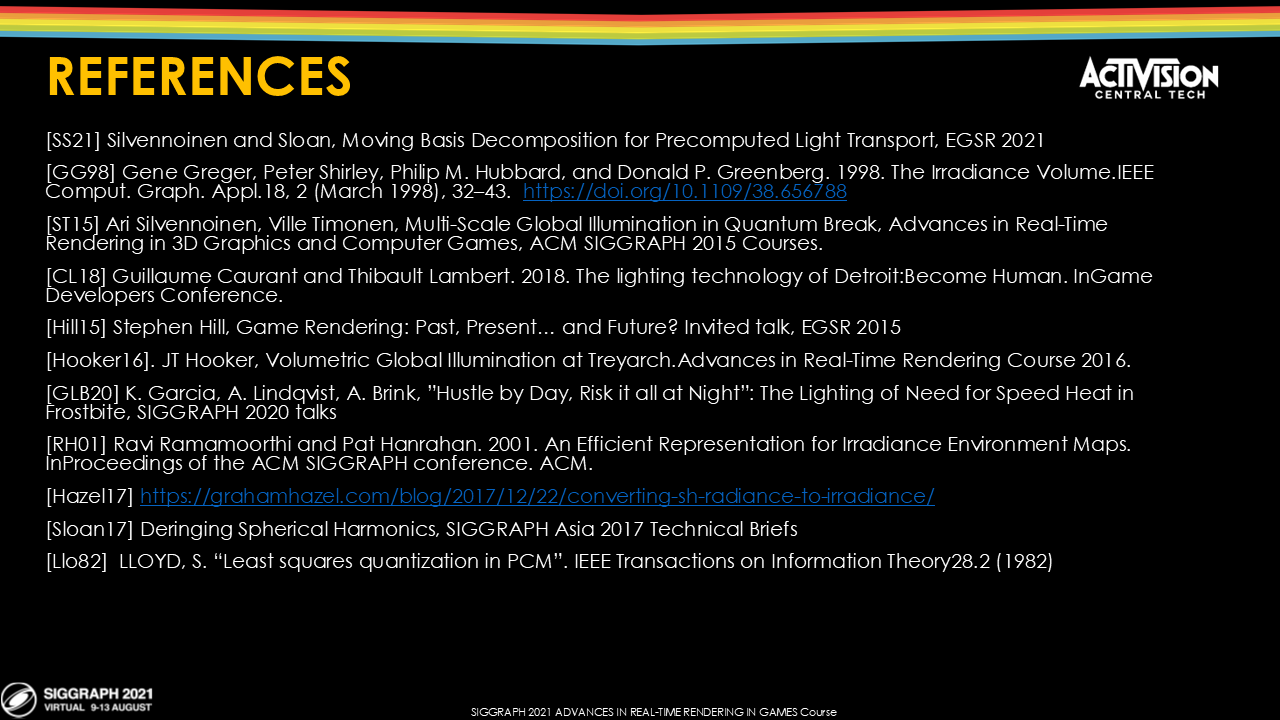 REFERENCES
ACTIVISION
CENTRAL TECH
[SS21] Silvennoinen and Sloan, Moving Basis Decomposition for Precomputed Light Transport, EGSR 2021
[GG98] Gene Greger, Peter Shirley, Philip M. Hubbard, and Donald P. Greenberg. 1998. The Irradiance Volume.IEEE
Comput. Graph. Appl.18, 2 (March 1998), 32–43.  https://doi.org/10.1109/38.656788
[ST15] Ari Silvennoinen, Ville Timonen, Multi-Scale Global Illumination in Quantum Break, Advances in Real-Time
Rendering in 3D Graphics and Computer Games, ACM SIGGRAPH 2015 Courses.
[CL18] Guillaume Caurant and Thibault Lambert. 2018. The lighting technology of Detroit:Become Human. InGame
Developers Conference.
[Hill15] Stephen Hill, Game Rendering: Past, Present... and Future? Invited talk, EGSR 2015
[Hooker16]. JT Hooker, Volumetric Global Illumination at Treyarch.Advances in Real-Time Rendering Course 2016.
[GLB20] K. Garcia, A. Lindqvist, A. Brink, ”Hustle by Day, Risk it all at Night”: The Lighting of Need for Speed Heat in
Frostbite, SIGGRAPH 2020 talks
[RH01] Ravi Ramamoorthi and Pat Hanrahan. 2001. An Efficient Representation for Irradiance Environment Maps.
InProceedings of the ACM SIGGRAPH conference. ACM.
[Hazel17] https://grahamhazel.com/blog/2017/12/22/converting-sh-radiance-to-irradiance/
[Sloan17] Deringing Spherical Harmonics, SIGGRAPH Asia 2017 Technical Briefs
[Llo82]  LLOYD, S. “Least squares quantization in PCM”. IEEE Transactions on Information Theory28.2 (1982)
SIGGRAPH 2021
VIRTUAL 9-13 AUGUST
SIGGRAPH 2021 ADVANCES IN REAL-TIME RENDERING IN GAMES Course